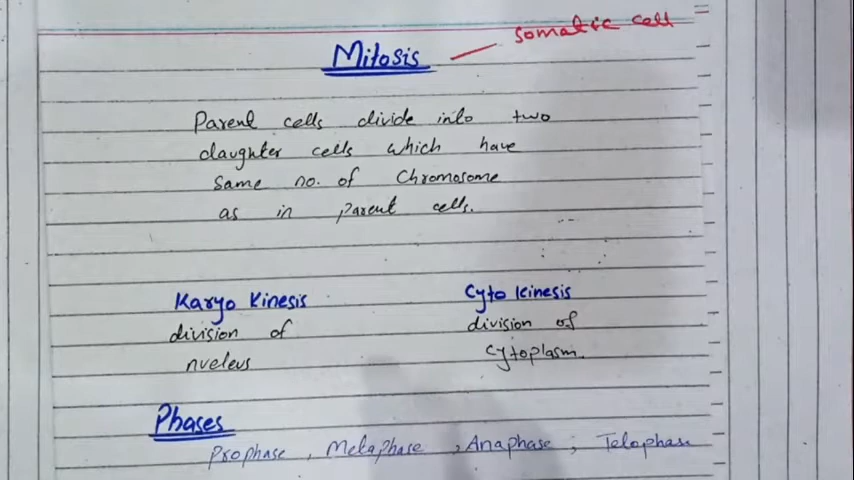 Mitosis — somatic cell
Parent cells divide into two
daughter cells which have
same no. of chromosome
as in parent cells.
Karyo Kinesis Cyto kinesis
division of division of
nucleus cytoplasm.
Phases
Prophase, Metaphase, Anaphase, Telophase